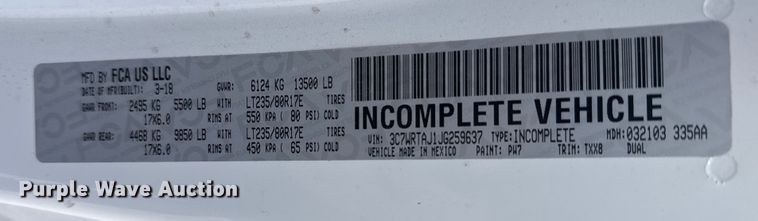 MFD BY FCA US LLC
DATE OF MFR(BUILT): 3-18 GVWR: 6124 KG 13500 LB
GAWR FRONT: 2495 KG 5500 LB WITH LT235/80R17E TIRES
17X6.0 RIMS AT 550 KPA ( 80 PSI) COLD
GAWR REAR: 4468 KG 9850 LB WITH LT235/80R17E TIRES
17X6.0 RIMS AT 450 KPA ( 65 PSI) COLD
INCOMPLETE VEHICLE
VIN: 3C7WRTAJ1JG259637 TYPE: INCOMPLETE MDH: 032103 335AA
VEHICLE MADE IN MEXICO PAINT: PW7 TRIM: TXX8 DUAL
Purple Wave Auction